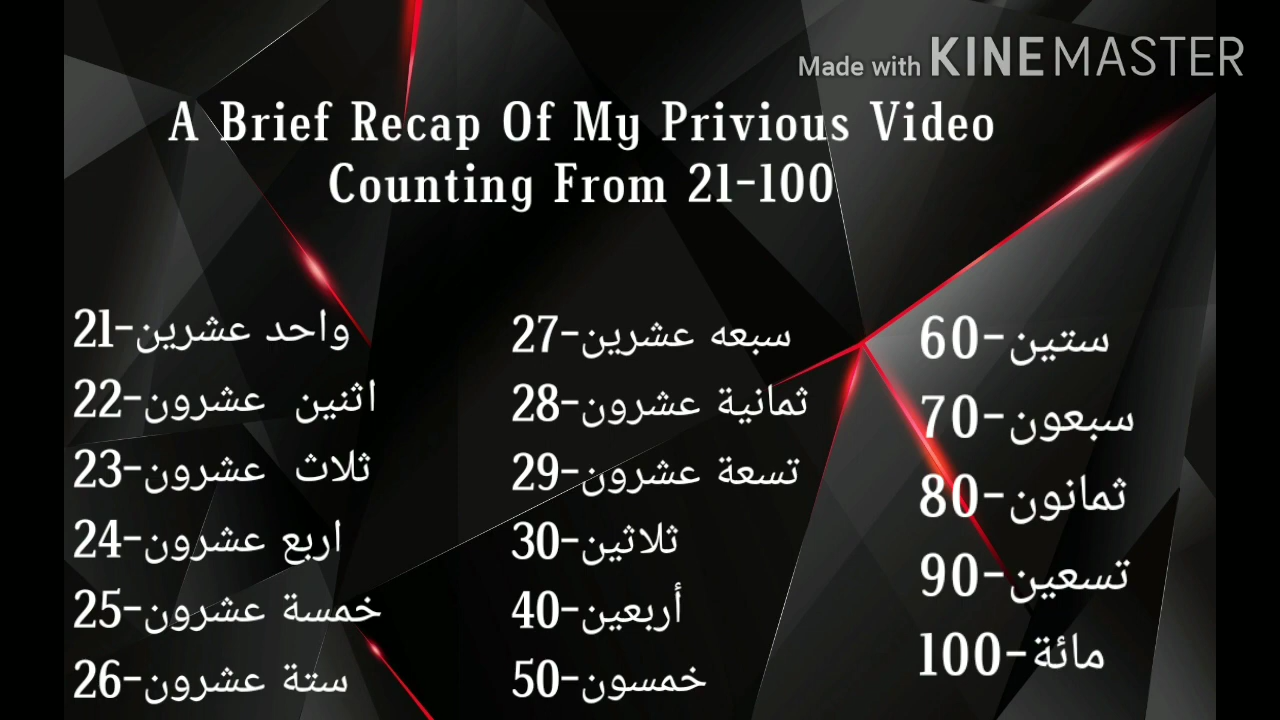 Made with KINEMASTER
A Brief Recap Of My Privious Video
Counting From 21-100
21-واحد عشرين
22-اثنين عشرون
23-ثلاث عشرون
24-اربع عشرون
25-خمسة عشرون
26-ستة عشرون
27-سبعه عشرين
28-ثمانية عشرون
29-تسعة عشرون
30-ثلاثين
40-أربعين
50-خمسون
60-ستين
70-سبعون
80-ثمانون
90-تسعين
100-مائة